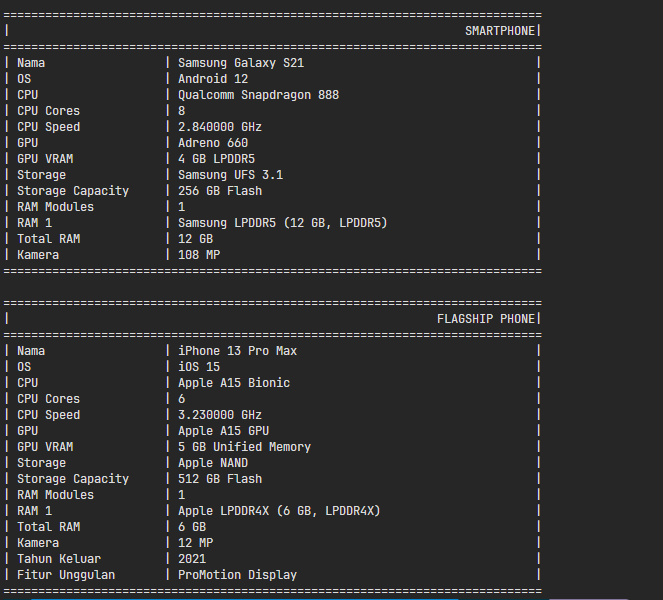 =============================================================================
| SMARTPHONE|
=============================================================================
| Nama | Samsung Galaxy S21 |
| OS | Android 12 |
| CPU | Qualcomm Snapdragon 888 |
| CPU Cores | 8 |
| CPU Speed | 2.840000 GHz |
| GPU | Adreno 660 |
| GPU VRAM | 4 GB LPDDR5 |
| Storage | Samsung UFS 3.1 |
| Storage Capacity | 256 GB Flash |
| RAM Modules | 1 |
| RAM 1 | Samsung LPDDR5 (12 GB, LPDDR5) |
| Total RAM | 12 GB |
| Kamera | 108 MP |
=============================================================================
=============================================================================
| FLAGSHIP PHONE|
=============================================================================
| Nama | iPhone 13 Pro Max |
| OS | iOS 15 |
| CPU | Apple A15 Bionic |
| CPU Cores | 6 |
| CPU Speed | 3.230000 GHz |
| GPU | Apple A15 GPU |
| GPU VRAM | 5 GB Unified Memory |
| Storage | Apple NAND |
| Storage Capacity | 512 GB Flash |
| RAM Modules | 1 |
| RAM 1 | Apple LPDDR4X (6 GB, LPDDR4X) |
| Total RAM | 6 GB |
| Kamera | 12 MP |
| Tahun Keluar | 2021 |
| Fitur Unggulan | ProMotion Display |
=============================================================================